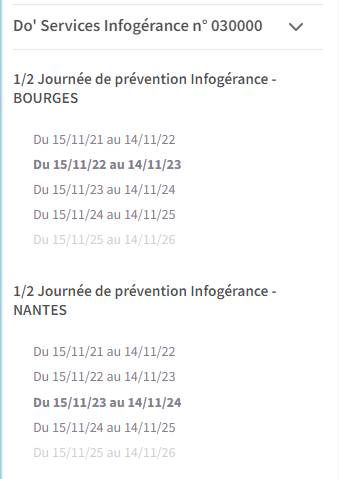 Do' Services Infogérance n° 030000
1/2 Journée de prévention Infogérance -
BOURGES
Du 15/11/21 au 14/11/22
Du 15/11/22 au 14/11/23
Du 15/11/23 au 14/11/24
Du 15/11/24 au 14/11/25
Du 15/11/25 au 14/11/26
1/2 Journée de prévention Infogérance -
NANTES
Du 15/11/21 au 14/11/22
Du 15/11/22 au 14/11/23
Du 15/11/23 au 14/11/24
Du 15/11/24 au 14/11/25
Du 15/11/25 au 14/11/26